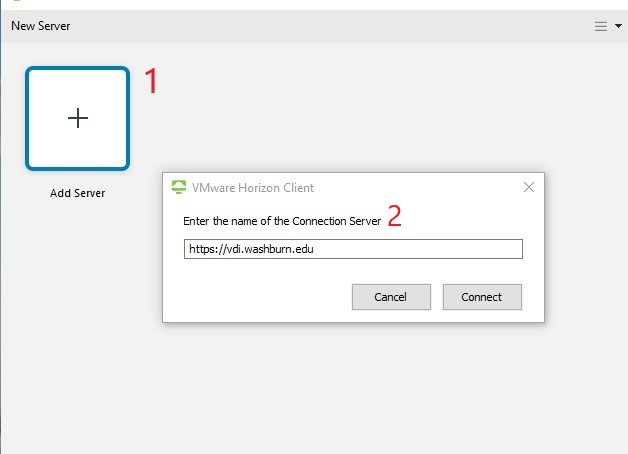 New Server
1
Add Server
VMware Horizon Client
Enter the name of the Connection Server 2
https://vdi.washburn.edu
Cancel Connect